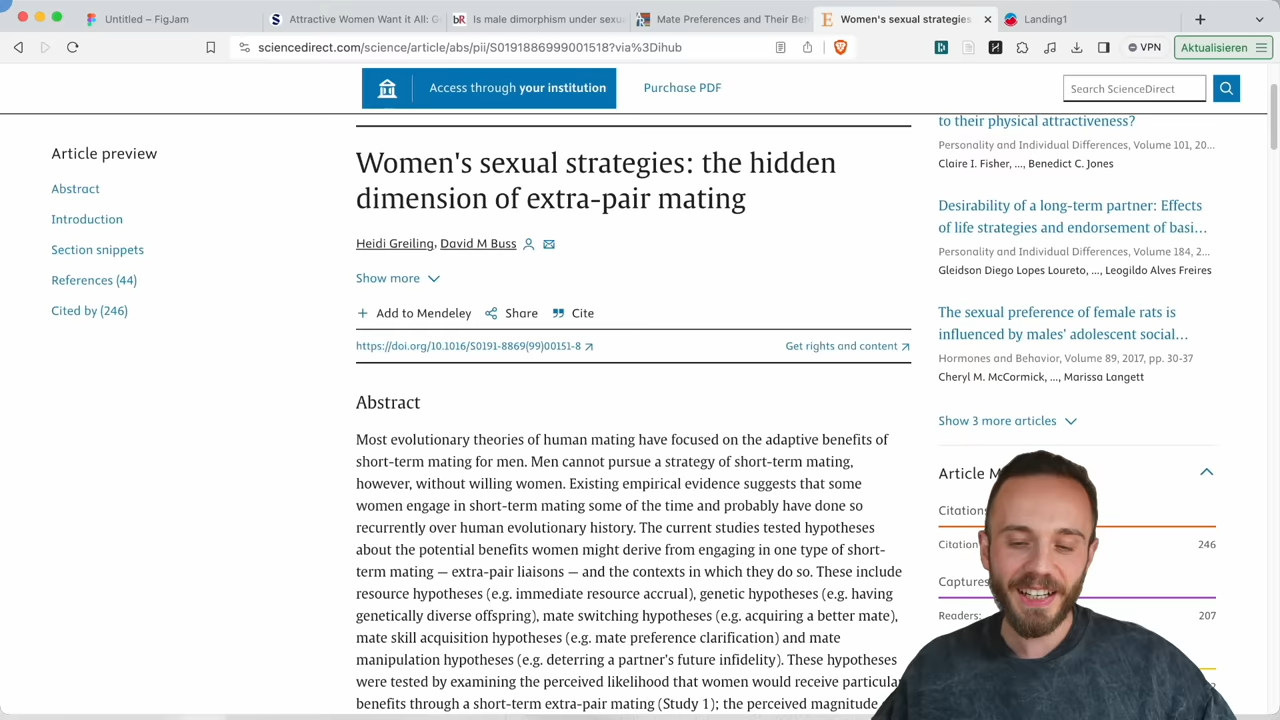 Untitled – FigJam
Attractive Women Want it All: G
bR Is male dimorphism under sexu
Mate Preferences and Their Beh
Women's sexual strategies:
Landing1
sciencedirect.com/science/article/abs/pii/S0191886999001518?via%3Dihub
VPN
Aktualisieren
Access through your institution
Purchase PDF
Search ScienceDirect
Article preview
Abstract
Introduction
Section snippets
References (44)
Cited by (246)
Women's sexual strategies: the hidden
dimension of extra-pair mating
Heidi Greiling, David M Buss
Show more
+ Add to Mendeley
Share
Cite
https://doi.org/10.1016/S0191-8869(99)00151-8
Get rights and content
Abstract
Most evolutionary theories of human mating have focused on the adaptive benefits of
short-term mating for men. Men cannot pursue a strategy of short-term mating,
however, without willing women. Existing empirical evidence suggests that some
women engage in short-term mating some of the time and probably have done so
recurrently over human evolutionary history. The current studies tested hypotheses
about the potential benefits women might derive from engaging in one type of short-
term mating — extra-pair liaisons — and the contexts in which they do so. These include
resource hypotheses (e.g. immediate resource accrual), genetic hypotheses (e.g. having
genetically diverse offspring), mate switching hypotheses (e.g. acquiring a better mate),
mate skill acquisition hypotheses (e.g. mate preference clarification) and mate
manipulation hypotheses (e.g. deterring a partner's future infidelity). These hypotheses
were tested by examining the perceived likelihood that women would receive particular
benefits through a short-term extra-pair mating (Study 1); the perceived magnitude
to their physical attractiveness?
Personality and Individual Differences, Volume 101, 20...
Claire I. Fisher, ..., Benedict C. Jones
Desirability of a long-term partner: Effects
of life strategies and endorsement of basi...
Personality and Individual Differences, Volume 184, 2...
Gleidson Diego Lopes Loureto, ..., Leogildo Alves Freires
The sexual preference of female rats is
influenced by males' adolescent social...
Hormones and Behavior, Volume 89, 2017, pp. 30-37
Cheryl M. McCormick, ..., Marissa Langett
Show 3 more articles
Article M
Citations
Citation
246
Captures
Readers:
207